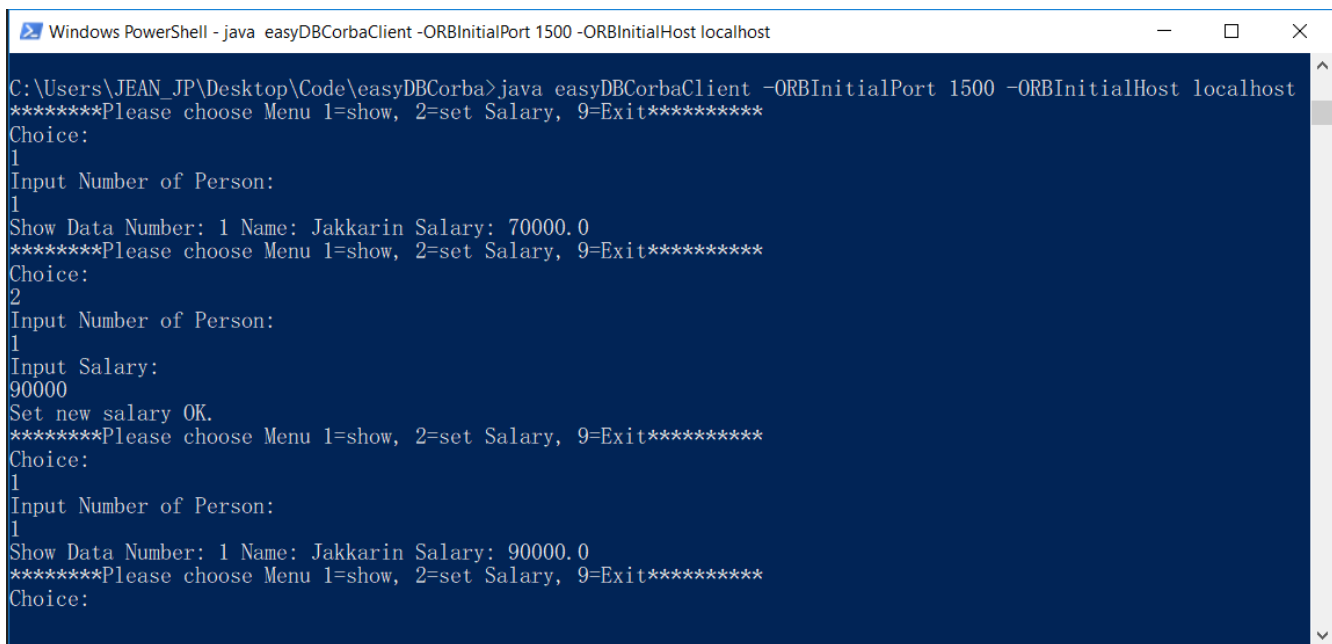 Windows PowerShell - java  easyDBCorbaClient -ORBInitialPort 1500 -ORBInitialHost localhost
C:\Users\JEAN_JP\Desktop\Code\easyDBCorba>java easyDBCorbaClient -ORBInitialPort 1500 -ORBInitialHost localhost
********Please choose Menu 1=show, 2=set Salary, 9=Exit**********
Choice:
1
Input Number of Person:
1
Show Data Number: 1 Name: Jakkarin Salary: 70000.0
********Please choose Menu 1=show, 2=set Salary, 9=Exit**********
Choice:
2
Input Number of Person:
1
Input Salary:
90000
Set new salary OK.
********Please choose Menu 1=show, 2=set Salary, 9=Exit**********
Choice:
1
Input Number of Person:
1
Show Data Number: 1 Name: Jakkarin Salary: 90000.0
********Please choose Menu 1=show, 2=set Salary, 9=Exit**********
Choice: